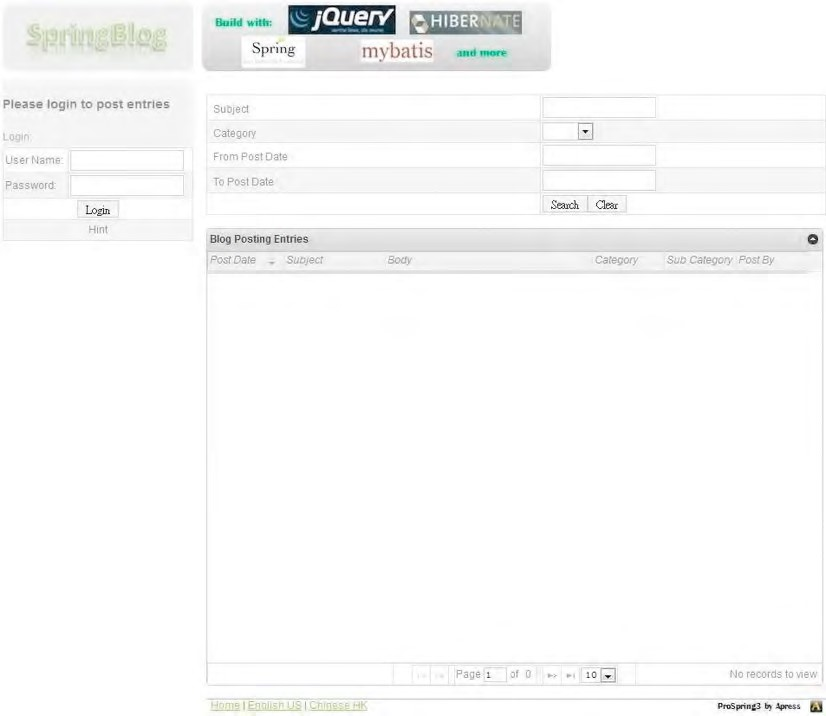 SpringBlog
Build with: jQuery HIBERNATE
Spring mybatis and more
Please login to post entries
Login:
User Name:
Password:
Login
Hint
Subject
Category
From Post Date
To Post Date
Search Clear
Blog Posting Entries
Post Date Subject Body Category Sub Category Post By
Page 1 of 0 10 No records to view
Home | English US | Chinese HK
ProSpring3 by Apress